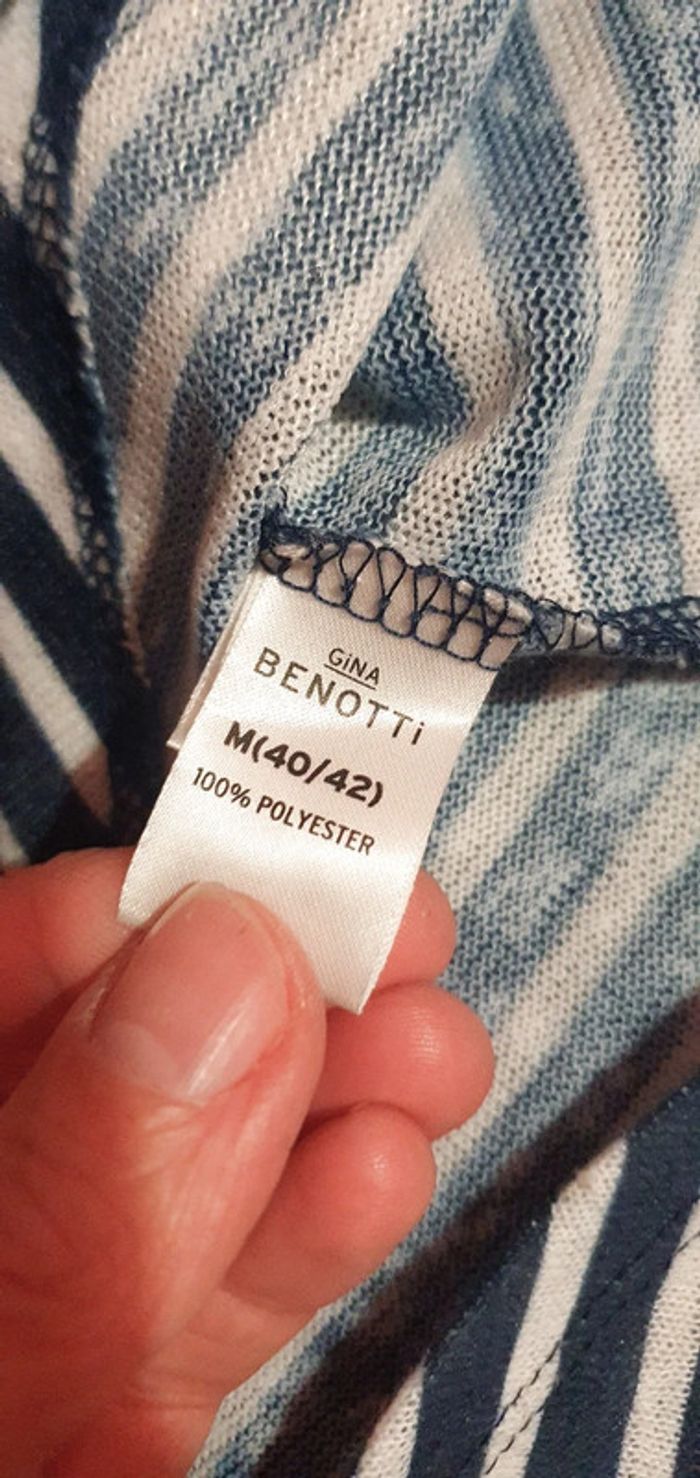 GiNA
BENOTTi
M(40/42)
100% POLYESTER